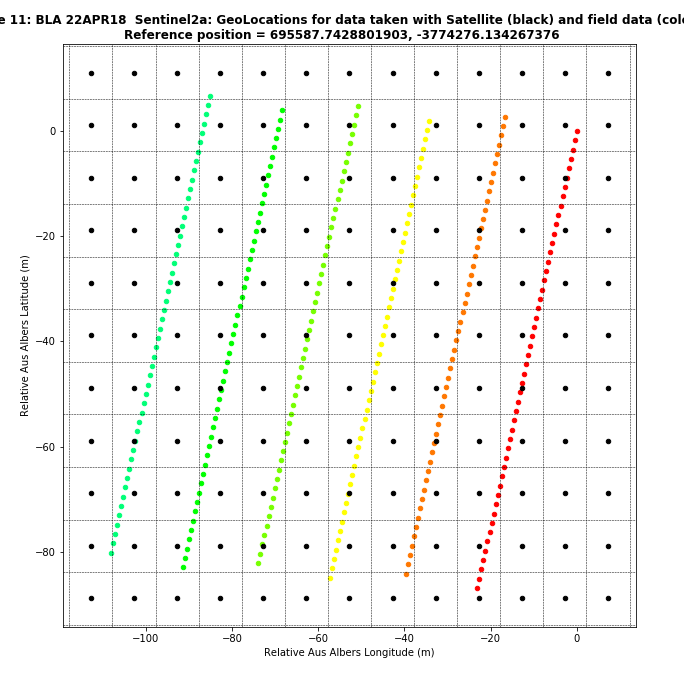 e 11: BLA 22APR18 Sentinel2a: GeoLocations for data taken with Satellite (black) and field data (colo
Reference position = 695587.7428801903, -3774276.134267376
0
−20
−40
−60
−80
Relative Aus Albers Latitude (m)
−100 −80 −60 −40 −20 0
Relative Aus Albers Longitude (m)